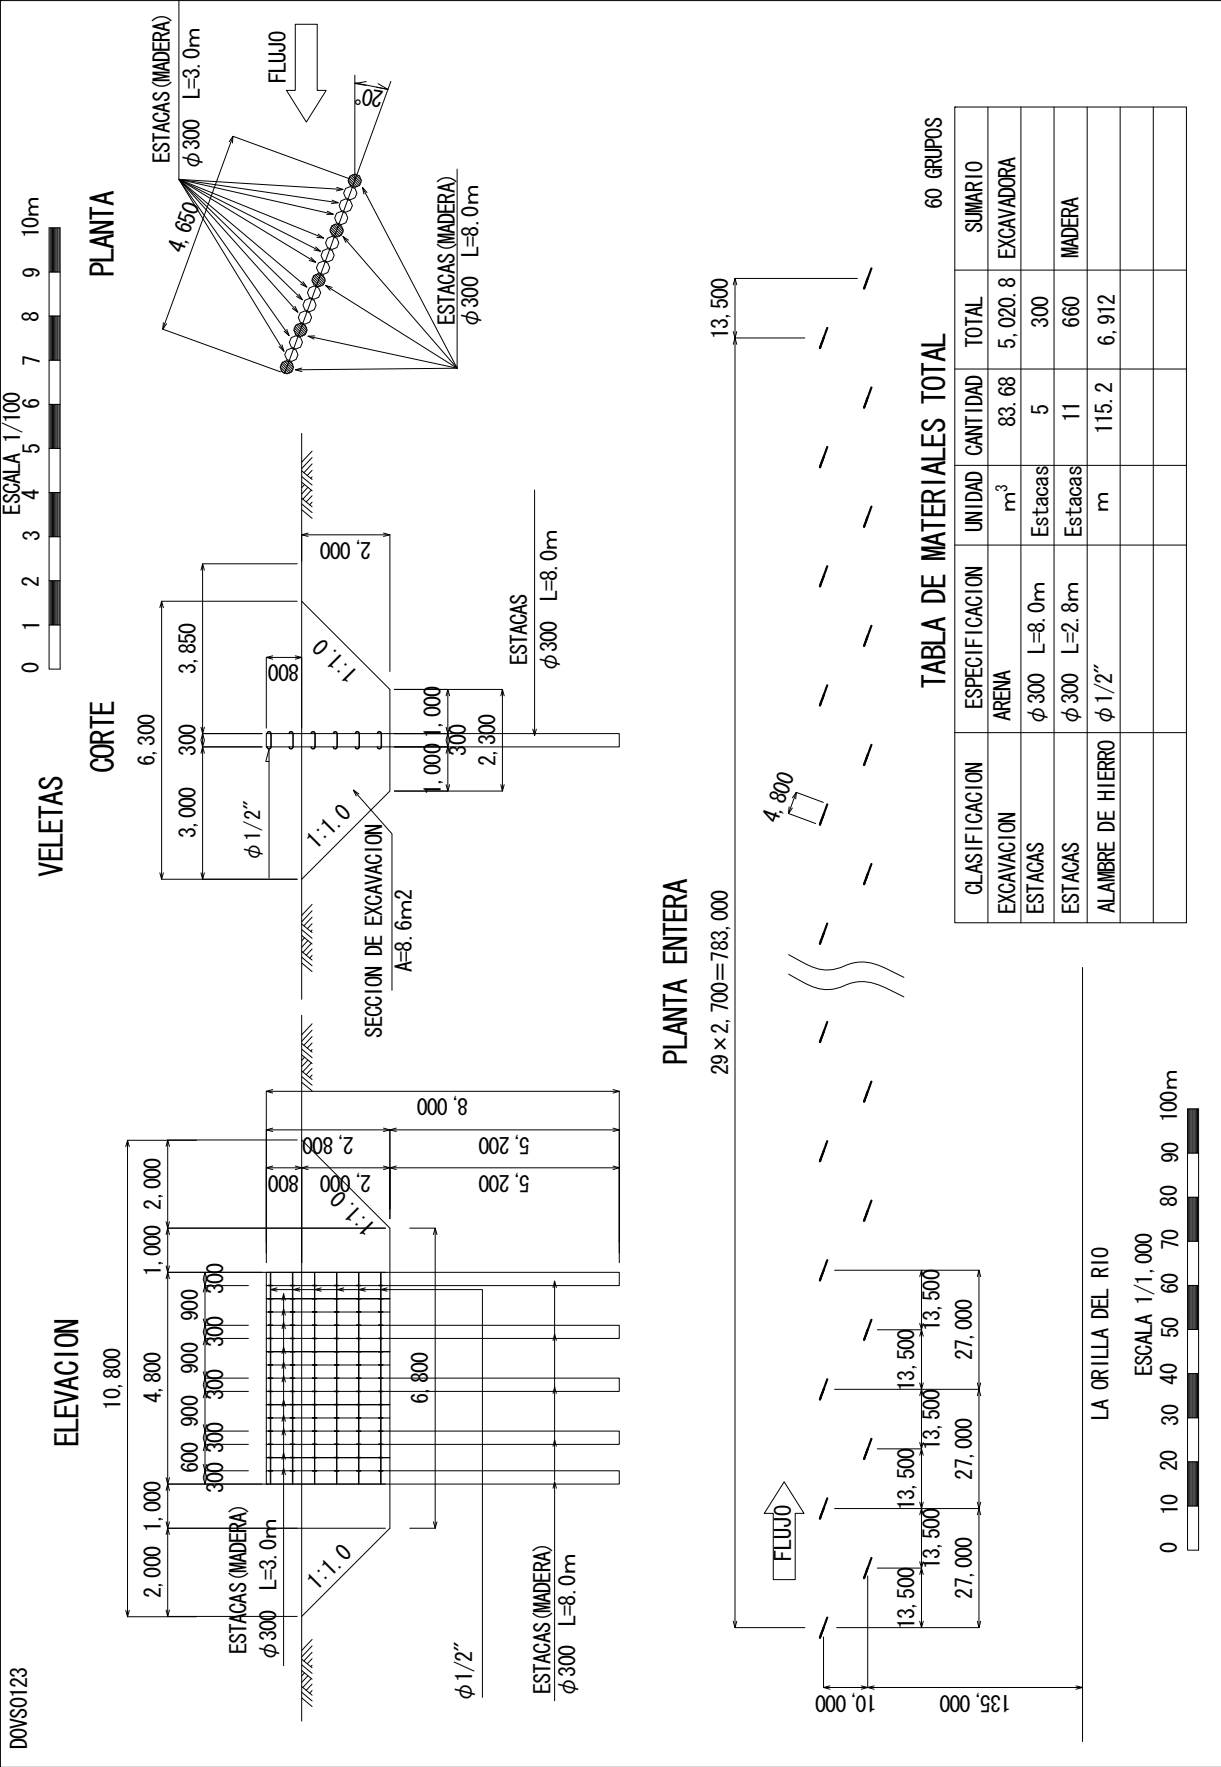 DOVS0123
VELETAS
ESCALA 1/100
0 1 2 3 4 5 6 7 8 9 10m
ELEVACION
10,800
2,000 1,000 4,800 1,000 2,000
300 600 300 900 300 900 300 900 300
ESTACAS(MADERA)
φ300 L=3.0m
1:1.0
1:1.0
800
2,000
2,800
5,200
5,200
8,000
6,800
φ1/2"
ESTACAS(MADERA)
φ300 L=8.0m
CORTE
6,300
3,000 300 3,850
φ1/2"
800
2,000
1:1.0
1:1.0
SECCION DE EXCAVACION
A=8.6m2
1,000 1,000
300
2,300
ESTACAS
φ300 L=8.0m
PLANTA
ESTACAS(MADERA)
φ300 L=3.0m
4,650
FLUJO
20°
ESTACAS(MADERA)
φ300 L=8.0m
PLANTA ENTERA
29×2,700=783,000
13,500
4,800
FLUJO
13,500 13,500 13,500 13,500 13,500 13,500
27,000 27,000 27,000
10,000
135,000
LA ORILLA DEL RIO
ESCALA 1/1,000
0 10 20 30 40 50 60 70 80 90 100m
TABLA DE MATERIALES TOTAL
60 GRUPOS
CLASIFICACION ESPECIFICACION UNIDAD CANTIDAD TOTAL SUMARIO
EXCAVACION ARENA m³ 83.68 5,020.8 EXCAVADORA
ESTACAS φ300 L=8.0m Estacas 5 300
ESTACAS φ300 L=2.8m Estacas 11 660 MADERA
ALAMBRE DE HIERRO φ1/2" m 115.2 6,912